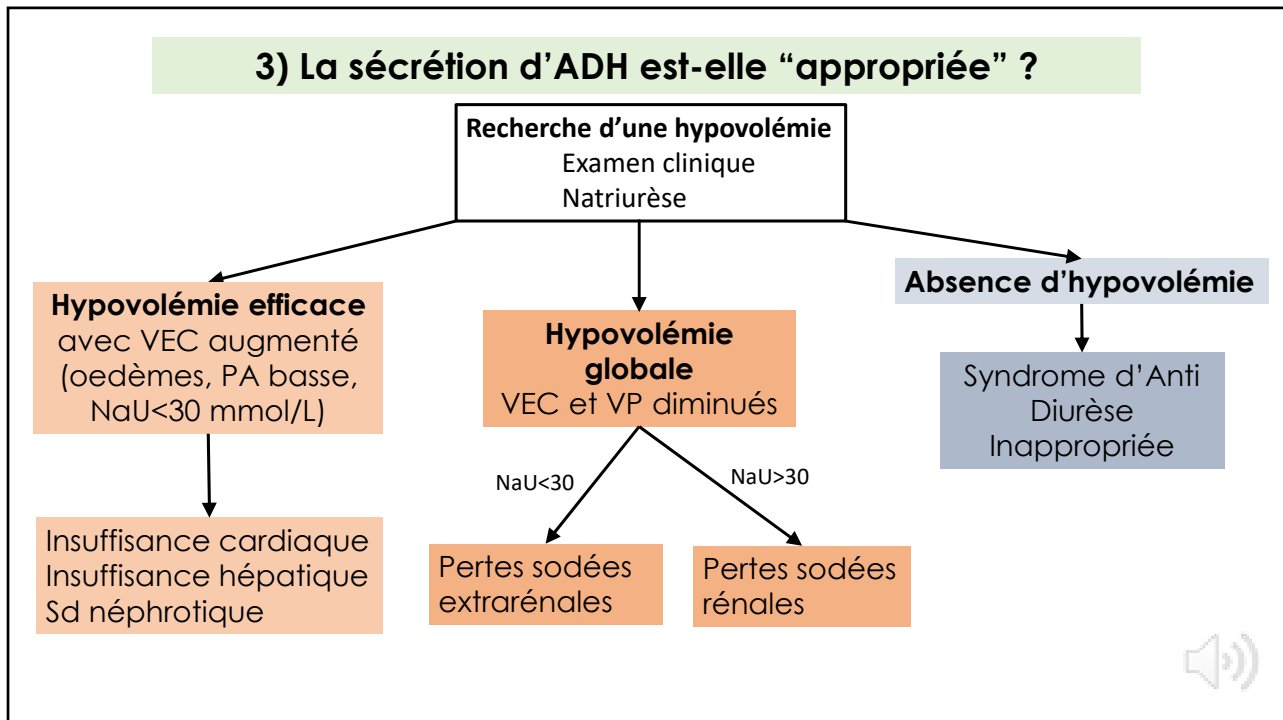 3) La sécrétion d’ADH est-elle “appropriée” ?
Recherche d’une hypovolémie
Examen clinique
Natriurèse
Hypovolémie efficace
avec VEC augmenté
(oedèmes, PA basse,
NaU<30 mmol/L)
Insuffisance cardiaque
Insuffisance hépatique
Sd néphrotique
Hypovolémie
globale
VEC et VP diminués
NaU<30
NaU>30
Pertes sodées
extrarénales
Pertes sodées
rénales
Absence d’hypovolémie
Syndrome d’Anti
Diurèse
Inappropriée